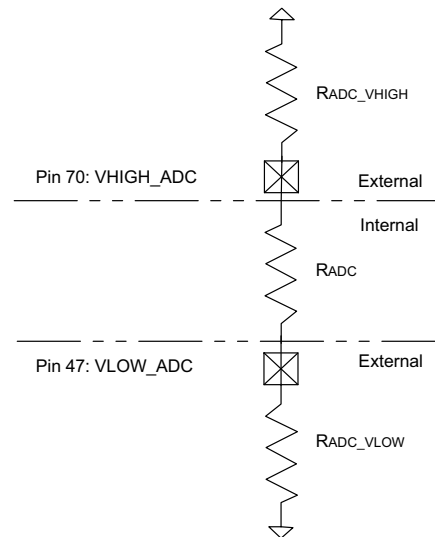 RADC_VHIGH
Pin 70: VHIGH_ADC
External
Internal
RADC
Pin 47: VLOW_ADC
External
RADC_VLOW